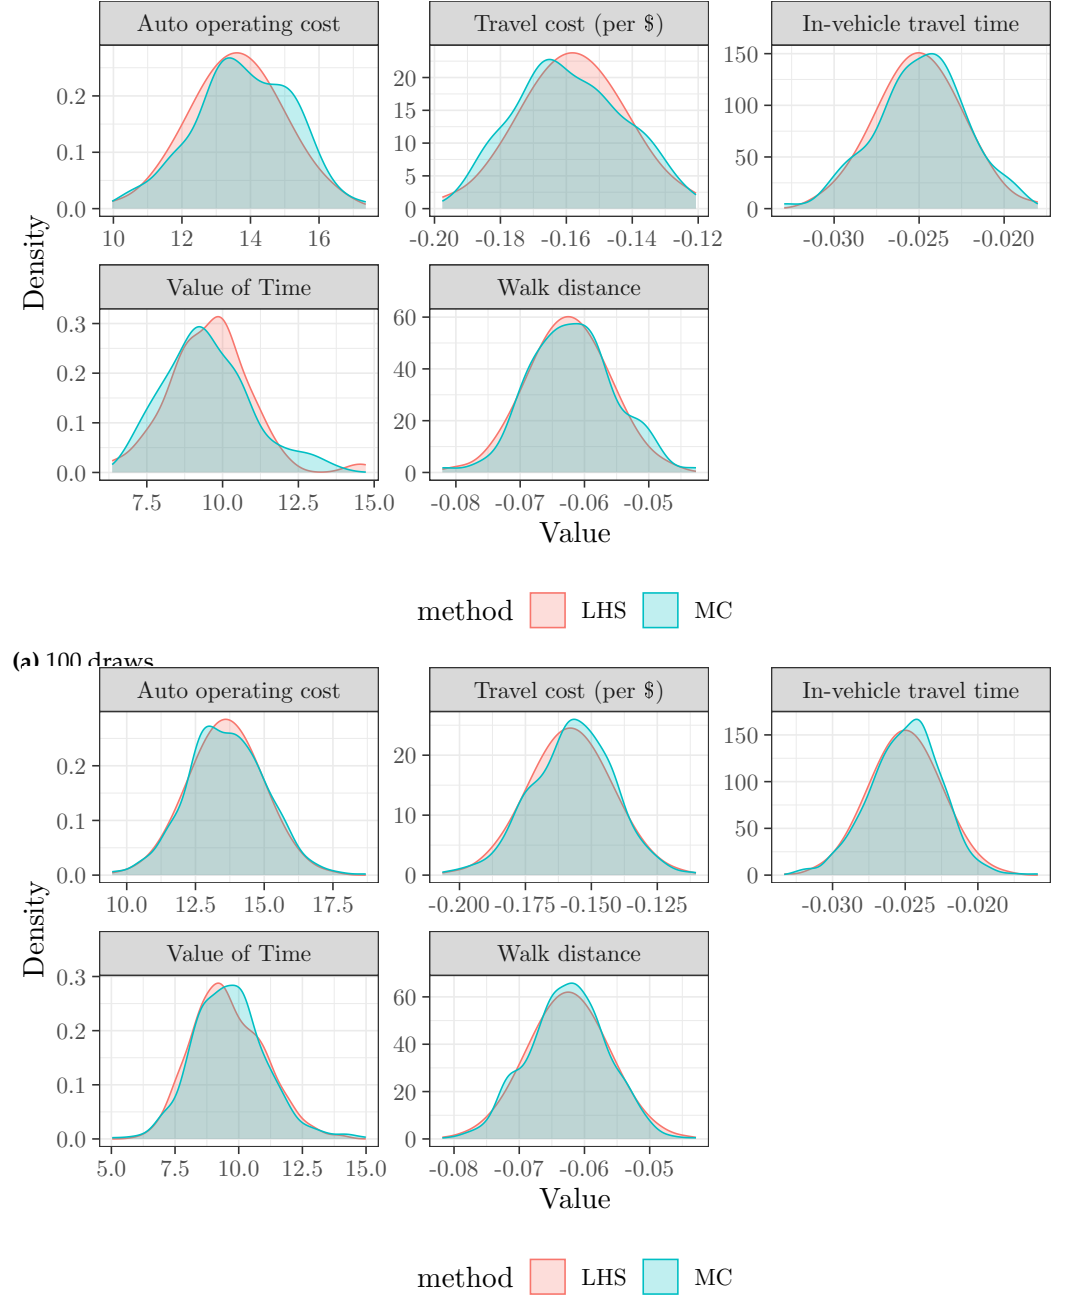 Auto operating cost
Travel cost (per $)
In-vehicle travel time
0.2
0.1
0.0
10 12 14 16
20
15
10
5
0
-0.20 -0.18 -0.16 -0.14 -0.12
150
100
50
0
-0.030 -0.025 -0.020
Density
Value of Time
Walk distance
0.3
0.2
0.1
0.0
7.5 10.0 12.5 15.0
60
40
20
0
-0.08 -0.07 -0.06 -0.05
Value
method LHS MC
(a) 100 draws
Auto operating cost
Travel cost (per $)
In-vehicle travel time
0.2
0.1
0.0
10.0 12.5 15.0 17.5
20
10
0
-0.200 -0.175 -0.150 -0.125
150
100
50
0
-0.030 -0.025 -0.020
Density
Value of Time
Walk distance
0.3
0.2
0.1
0.0
5.0 7.5 10.0 12.5 15.0
60
40
20
0
-0.08 -0.07 -0.06 -0.05
Value
method LHS MC